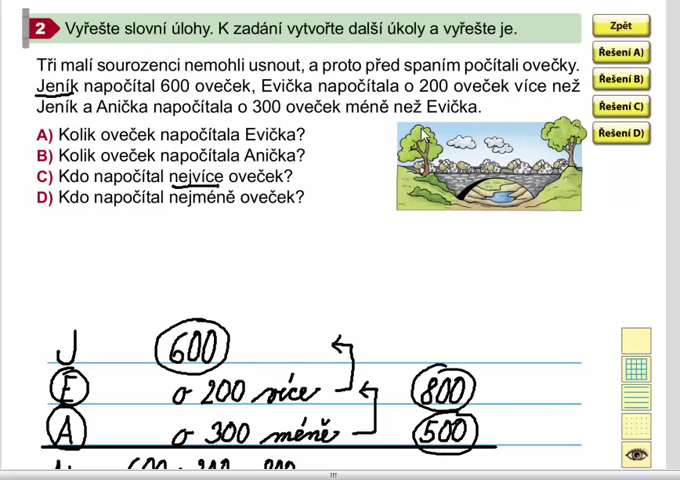 2 Vyřešte slovní úlohy. K zadání vytvořte další úkoly a vyřešte je.
Zpět
Řešení A)
Řešení B)
Řešení C)
Řešení D)
Tři malí sourozenci nemohli usnout, a proto před spaním počítali ovečky.
Jeník napočítal 600 oveček, Evička napočítala o 200 oveček více než
Jeník a Anička napočítala o 300 oveček méně než Evička.
A) Kolik oveček napočítala Evička?
B) Kolik oveček napočítala Anička?
C) Kdo napočítal nejvíce oveček?
D) Kdo napočítal nejméně oveček?
J 600
E o 200 více 800
A o 300 méně 500